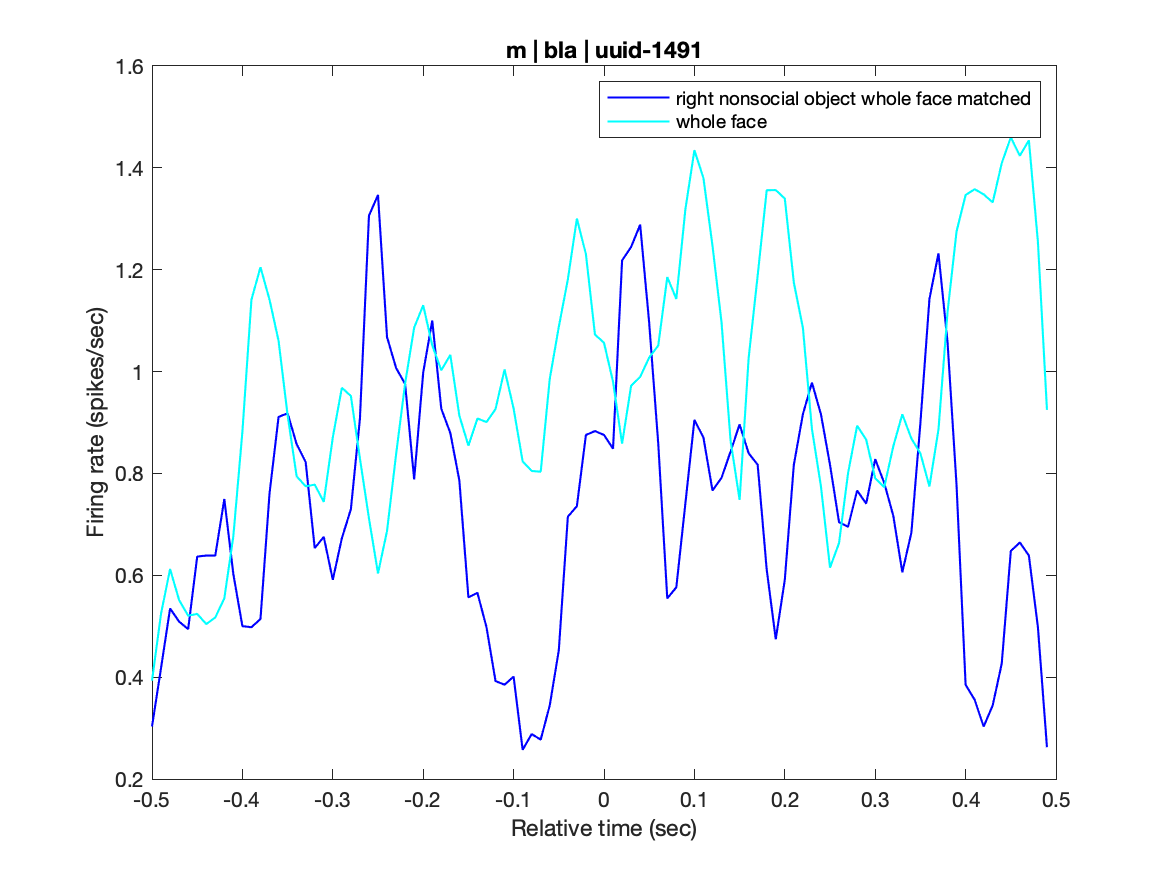 m | bla | uuid-1491
1.6
right nonsocial object whole face matched
whole face
1.4
1.2
1
0.8
0.6
0.4
0.2
Firing rate (spikes/sec)
-0.5 -0.4 -0.3 -0.2 -0.1 0 0.1 0.2 0.3 0.4 0.5
Relative time (sec)